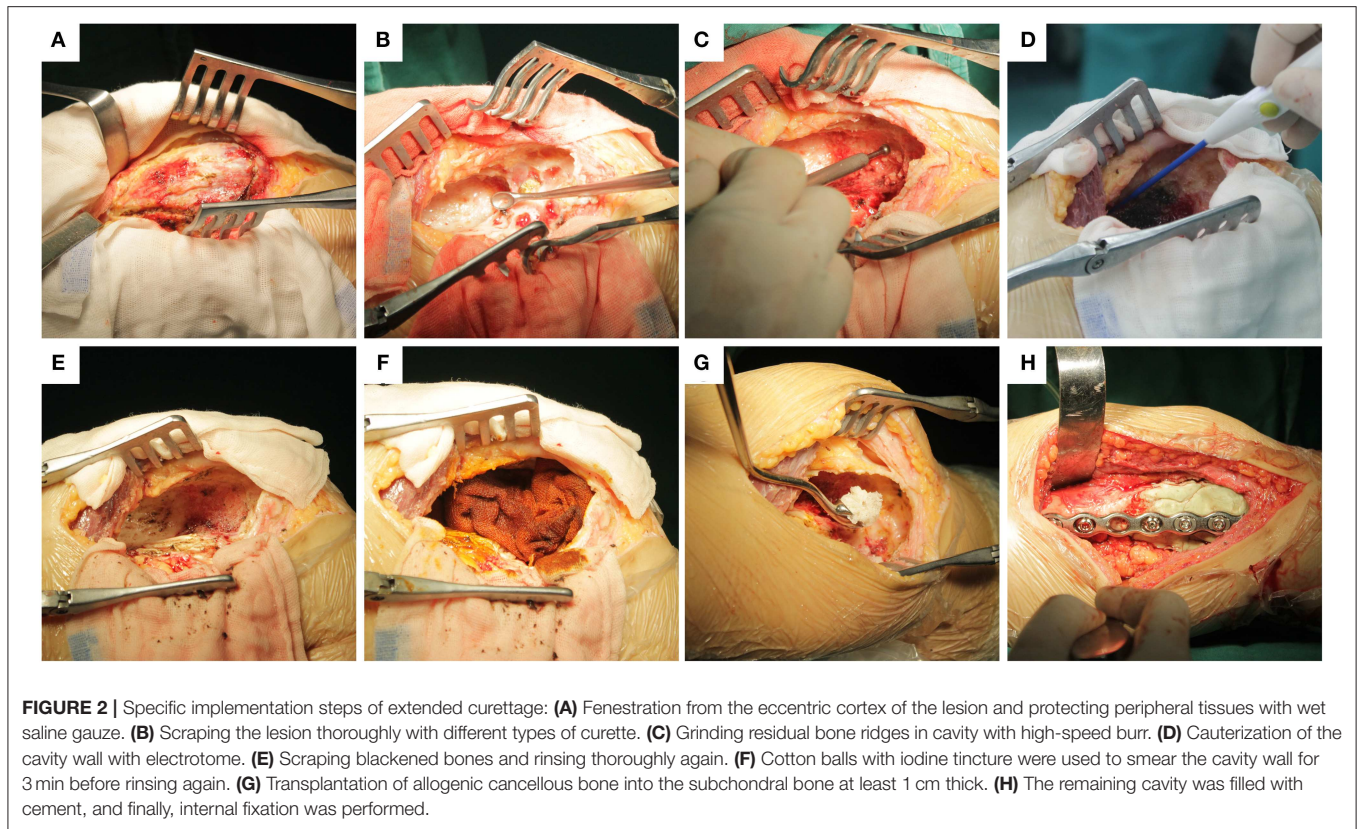 A
B
C
D
E
F
G
H
FIGURE 2 | Specific implementation steps of extended curettage: (A) Fenestration from the eccentric cortex of the lesion and protecting peripheral tissues with wet
saline gauze. (B) Scraping the lesion thoroughly with different types of curette. (C) Grinding residual bone ridges in cavity with high-speed burr. (D) Cauterization of the
cavity wall with electrotome. (E) Scraping blackened bones and rinsing thoroughly again. (F) Cotton balls with iodine tincture were used to smear the cavity wall for
3 min before rinsing again. (G) Transplantation of allogenic cancellous bone into the subchondral bone at least 1 cm thick. (H) The remaining cavity was filled with
cement, and finally, internal fixation was performed.